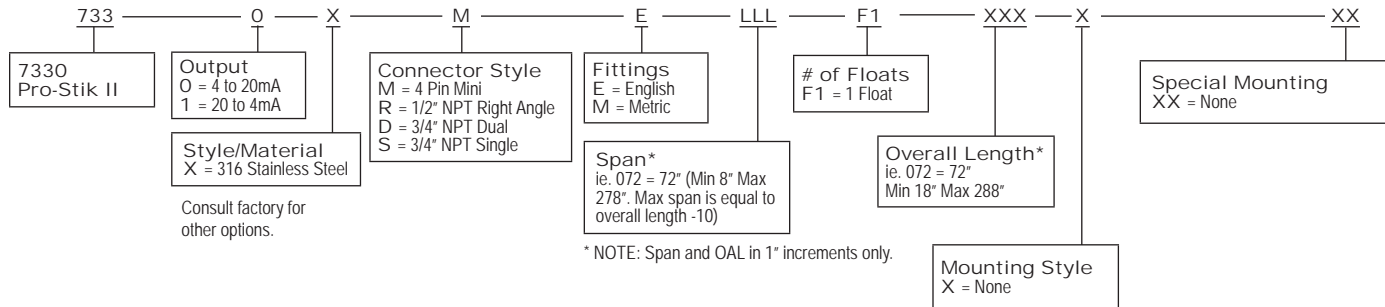 733 0 X M E LLL F1 XXX X XX
7330
Pro-Stik II
Output
0 = 4 to 20mA
1 = 20 to 4mA
Style/Material
X = 316 Stainless Steel
Consult factory for
other options.
Connector Style
M = 4 Pin Mini
R = 1/2" NPT Right Angle
D = 3/4" NPT Dual
S = 3/4" NPT Single
Fittings
E = English
M = Metric
Span*
ie. 072 = 72" (Min 8" Max
278". Max span is equal to
overall length -10)
* NOTE: Span and OAL in 1" increments only.
# of Floats
F1 = 1 Float
Overall Length*
ie. 072 = 72"
Min 18" Max 288"
Mounting Style
X = None
Special Mounting
XX = None